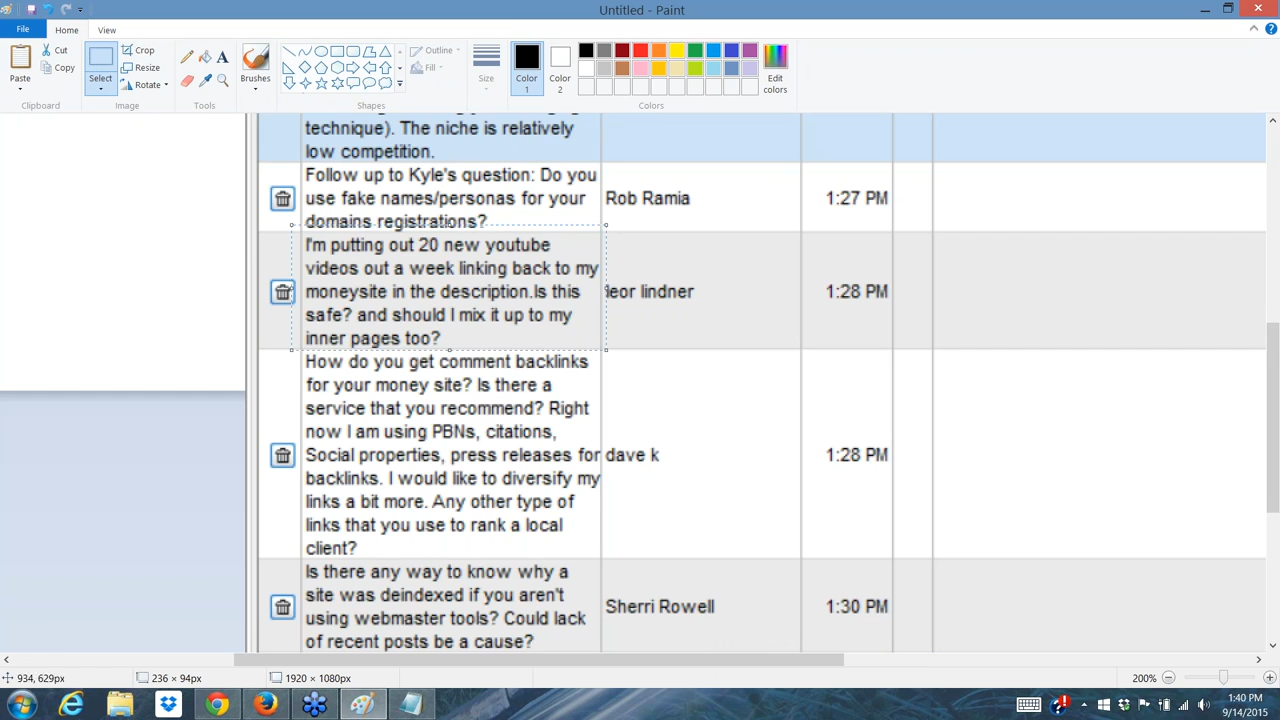 Untitled - Paint
File
Home
View
Paste
Cut
Copy
Clipboard
Select
Crop
Resize
Rotate
Image
Tools
Brushes
Shapes
Outline
Fill
Size
Color
1
Color
2
Edit
colors
Colors
technique). The niche is relatively
low competition.
Follow up to Kyle's question: Do you
use fake names/personas for your
domains registrations?
Rob Ramia
1:27 PM
I'm putting out 20 new youtube
videos out a week linking back to my
moneysite in the description.Is this
safe? and should I mix it up to my
inner pages too?
leor lindner
1:28 PM
How do you get comment backlinks
for your money site? Is there a
service that you recommend? Right
now I am using PBNs, citations,
Social properties, press releases for
backlinks. I would like to diversify my
links a bit more. Any other type of
links that you use to rank a local
client?
dave k
1:28 PM
Is there any way to know why a
site was deindexed if you aren't
using webmaster tools? Could lack
of recent posts be a cause?
Sherri Rowell
1:30 PM
934, 629px
236 × 94px
1920 × 1080px
200%
1:40 PM
9/14/2015